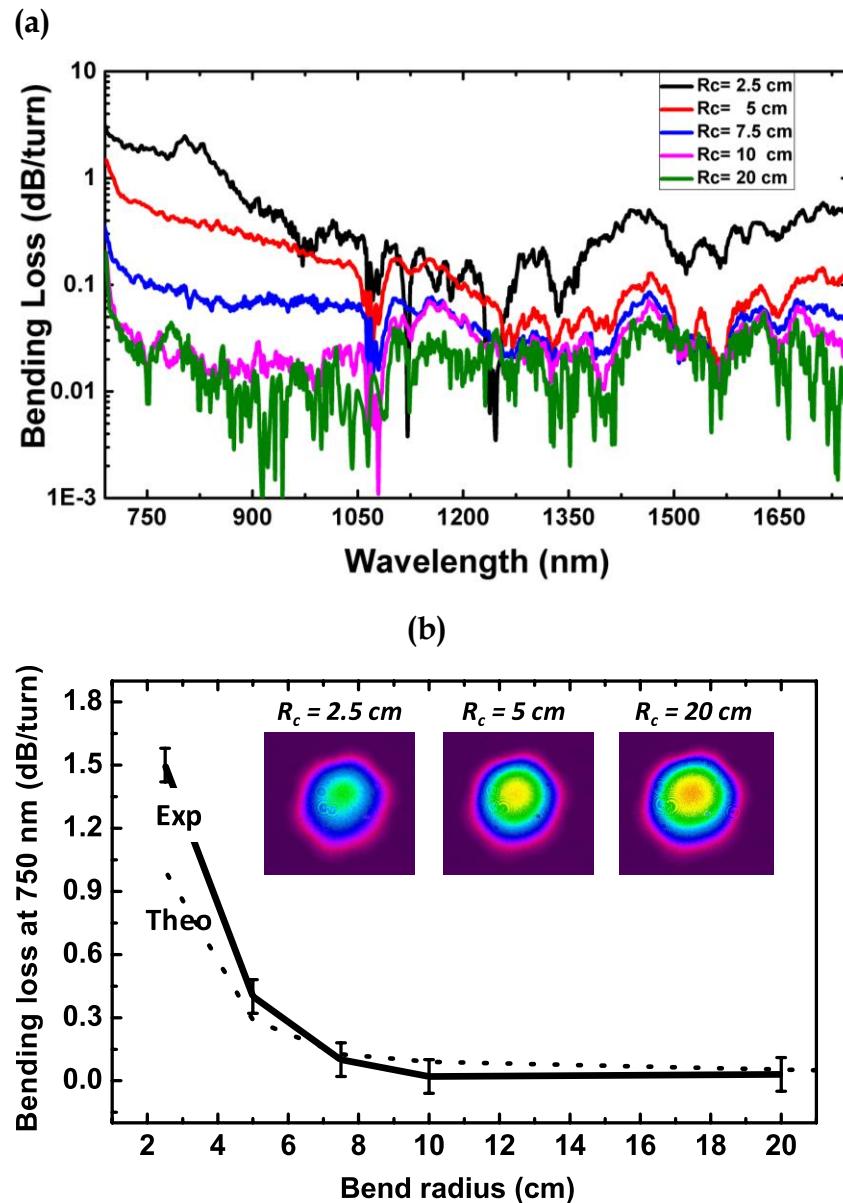 (a)
10
1
0.1
0.01
1E-3
Bending Loss (dB/turn)
Rc= 2.5 cm
Rc= 5 cm
Rc= 7.5 cm
Rc= 10 cm
Rc= 20 cm
750 900 1050 1200 1350 1500 1650
Wavelength (nm)
(b)
Bending loss at 750 nm (dB/turn)
1.8
1.5
1.2
0.9
0.6
0.3
0.0
Rc = 2.5 cm Rc = 5 cm Rc = 20 cm
Exp
Theo
2 4 6 8 10 12 14 16 18 20
Bend radius (cm)